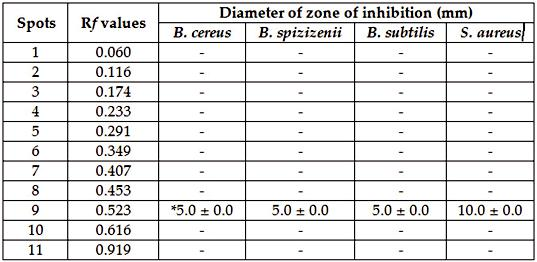 Spots Rf values Diameter of zone of inhibition (mm)
B. cereus B. spizizenii B. subtilis S. aureus
1 0.060 - - - -
2 0.116 - - - -
3 0.174 - - - -
4 0.233 - - - -
5 0.291 - - - -
6 0.349 - - - -
7 0.407 - - - -
8 0.453 - - - -
9 0.523 *5.0 ± 0.0 5.0 ± 0.0 5.0 ± 0.0 10.0 ± 0.0
10 0.616 - - - -
11 0.919 - - - -